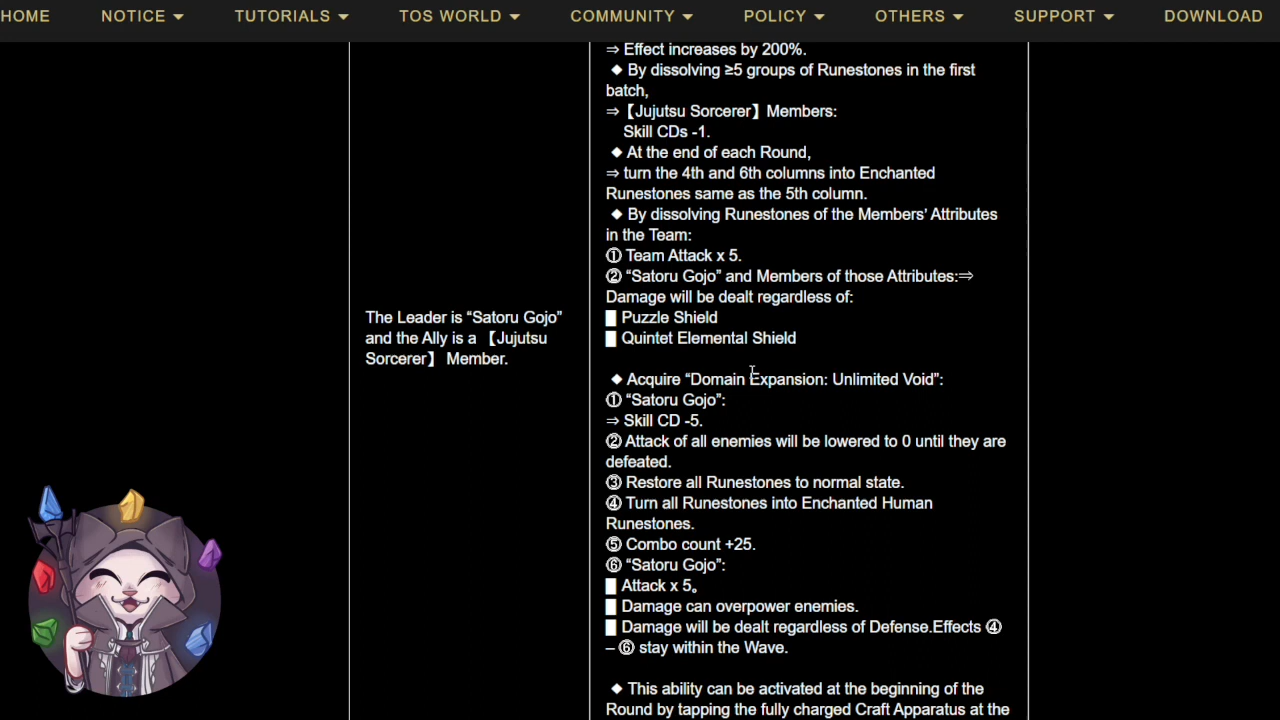 HOME NOTICE TUTORIALS TOS WORLD COMMUNITY POLICY OTHERS SUPPORT DOWNLOAD
The Leader is “Satoru Gojo”
and the Ally is a 【Jujutsu
Sorcerer】 Member.
⇒ Effect increases by 200%.
◆ By dissolving ≥5 groups of Runestones in the first
batch,
⇒【Jujutsu Sorcerer】Members:
Skill CDs -1.
◆ At the end of each Round,
⇒ turn the 4th and 6th columns into Enchanted
Runestones same as the 5th column.
◆ By dissolving Runestones of the Members’ Attributes
in the Team:
① Team Attack x 5.
② “Satoru Gojo” and Members of those Attributes:⇒
Damage will be dealt regardless of:
█ Puzzle Shield
█ Quintet Elemental Shield
◆ Acquire “Domain Expansion: Unlimited Void”:
① “Satoru Gojo”:
⇒ Skill CD -5.
② Attack of all enemies will be lowered to 0 until they are
defeated.
③ Restore all Runestones to normal state.
④ Turn all Runestones into Enchanted Human
Runestones.
⑤ Combo count +25.
⑥ “Satoru Gojo”:
█ Attack x 5。
█ Damage can overpower enemies.
█ Damage will be dealt regardless of Defense.Effects ④
– ⑥ stay within the Wave.
◆ This ability can be activated at the beginning of the
Round by tapping the fully charged Craft Apparatus at the